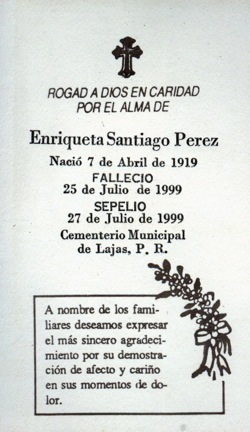 ROGAD A DIOS EN CARIDAD
POR EL ALMA DE
Enriqueta Santiago Perez
Nació 7 de Abril de 1919
FALLECIO
25 de Julio de 1999
SEPELIO
27 de Julio de 1999
Cementerio Municipal
de Lajas, P. R.
A nombre de los fami-
liares deseamos expresar
el más sincero agradeci-
miento por su demostra-
ción de afecto y cariño
en sus momentos de do-
lor.